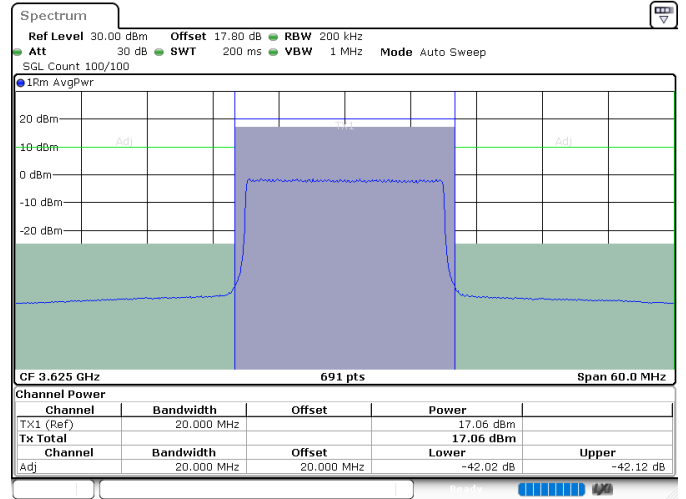 Spectrum
Ref Level 30.00 dBm Offset 17.80 dB RBW 200 kHz
Att 30 dB SWT 200 ms VBW 1 MHz Mode Auto Sweep
SGL Count 100/100
1Rm AvgPwr
20 dBm
TX1
Adj Adj
10 dBm
0 dBm
-10 dBm
-20 dBm
CF 3.625 GHz 691 pts Span 60.0 MHz
Channel Power
Channel Bandwidth Offset Power
TX1 (Ref) 20.000 MHz 17.06 dBm
Tx Total 17.06 dBm
Channel Bandwidth Offset Lower Upper
Adj 20.000 MHz 20.000 MHz -42.02 dB -42.12 dB
Ready